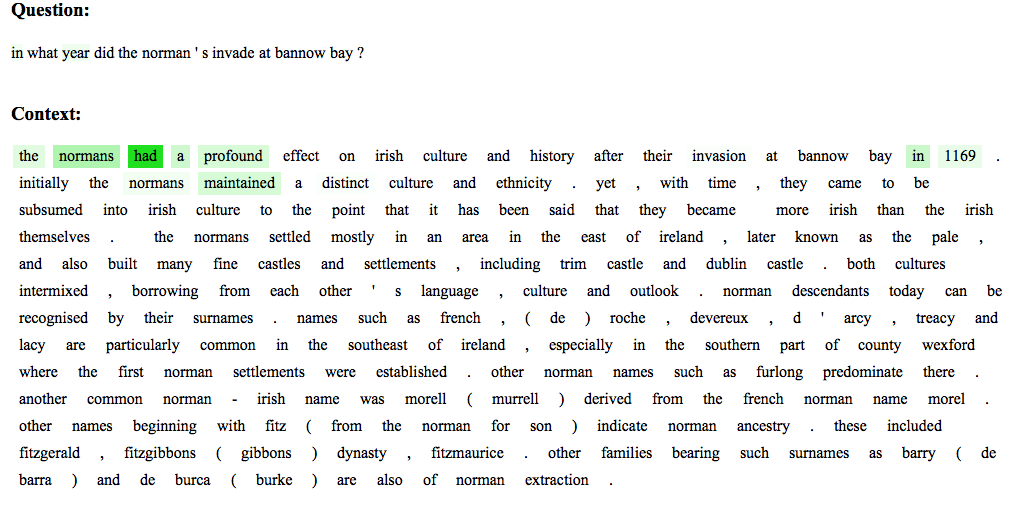 Question:
in what year did the norman ' s invade at bannow bay ?
Context:
the normans had a profound effect on irish culture and history after their invasion at bannow bay in 1169 .
initially the normans maintained a distinct culture and ethnicity . yet , with time , they came to be
subsumed into irish culture to the point that it has been said that they became more irish than the irish
themselves . the normans settled mostly in an area in the east of ireland , later known as the pale ,
and also built many fine castles and settlements , including trim castle and dublin castle . both cultures
intermixed , borrowing from each other ' s language , culture and outlook . norman descendants today can be
recognised by their surnames . names such as french , ( de ) roche , devereux , d ' arcy , treacy and
lacy are particularly common in the southeast of ireland , especially in the southern part of county wexford
where the first norman settlements were established . other norman names such as furlong predominate there .
another common norman - irish name was morell ( murrell ) derived from the french norman name morel .
other names beginning with fitz ( from the norman for son ) indicate norman ancestry . these included
fitzgerald , fitzgibbons ( gibbons ) dynasty , fitzmaurice . other families bearing such surnames as barry ( de
barra ) and de burca ( burke ) are also of norman extraction .